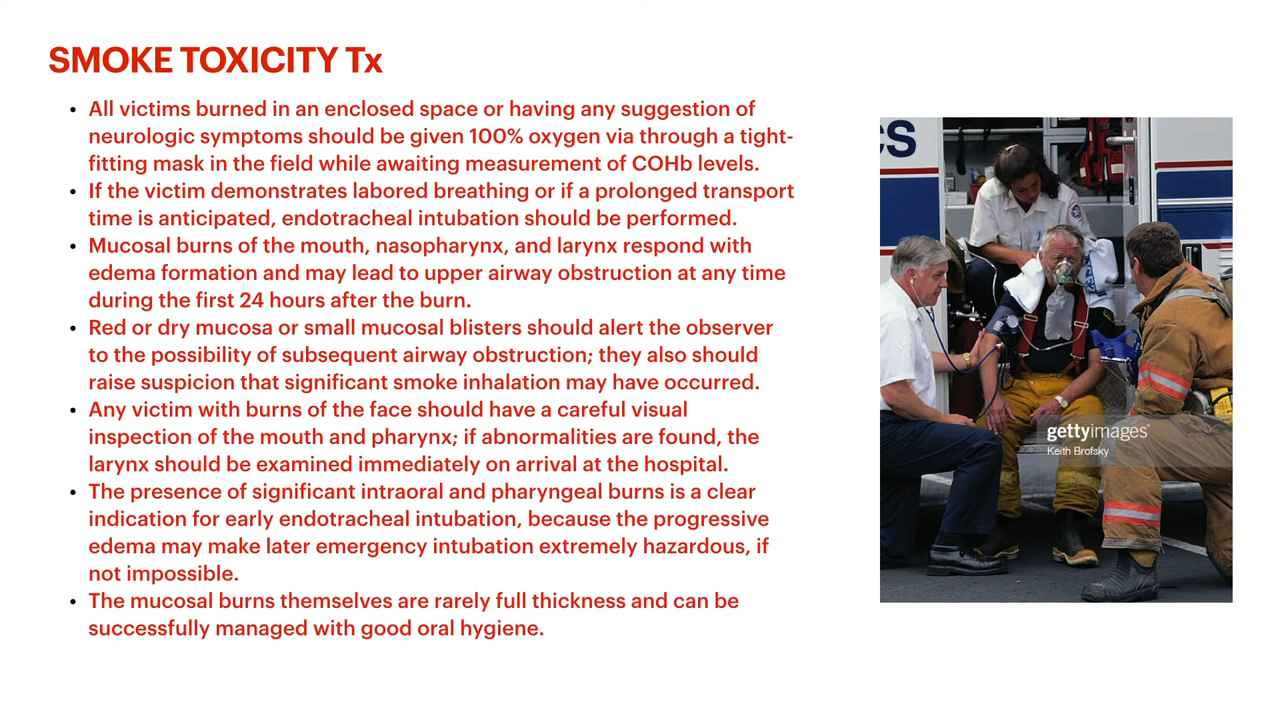 SMOKE TOXICITY Tx
• All victims burned in an enclosed space or having any suggestion of
neurologic symptoms should be given 100% oxygen via through a tight-
fitting mask in the field while awaiting measurement of COHb levels.
• If the victim demonstrates labored breathing or if a prolonged transport
time is anticipated, endotracheal intubation should be performed.
• Mucosal burns of the mouth, nasopharynx, and larynx respond with
edema formation and may lead to upper airway obstruction at any time
during the first 24 hours after the burn.
• Red or dry mucosa or small mucosal blisters should alert the observer
to the possibility of subsequent airway obstruction; they also should
raise suspicion that significant smoke inhalation may have occurred.
• Any victim with burns of the face should have a careful visual
inspection of the mouth and pharynx; if abnormalities are found, the
larynx should be examined immediately on arrival at the hospital.
• The presence of significant intraoral and pharyngeal burns is a clear
indication for early endotracheal intubation, because the progressive
edema may make later emergency intubation extremely hazardous, if
not impossible.
• The mucosal burns themselves are rarely full thickness and can be
successfully managed with good oral hygiene.
CS
gettyimages®
Keith Brofsky